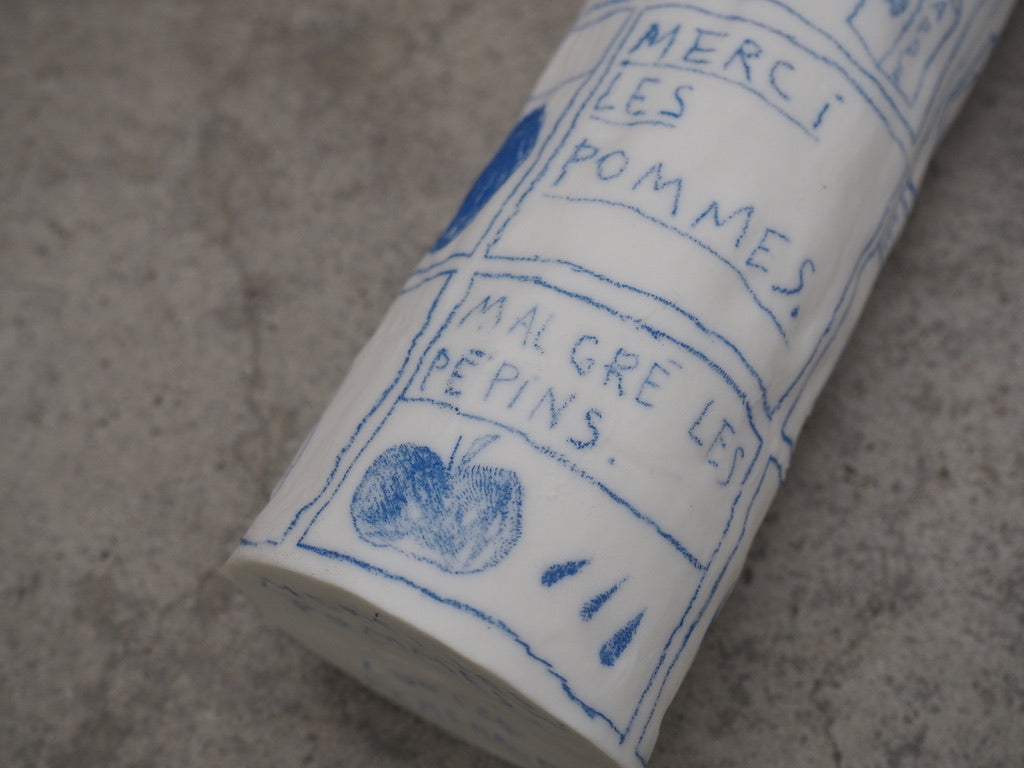 MERCi
LES
POMMES.
MALGRÉ LES
PÉPiNS.